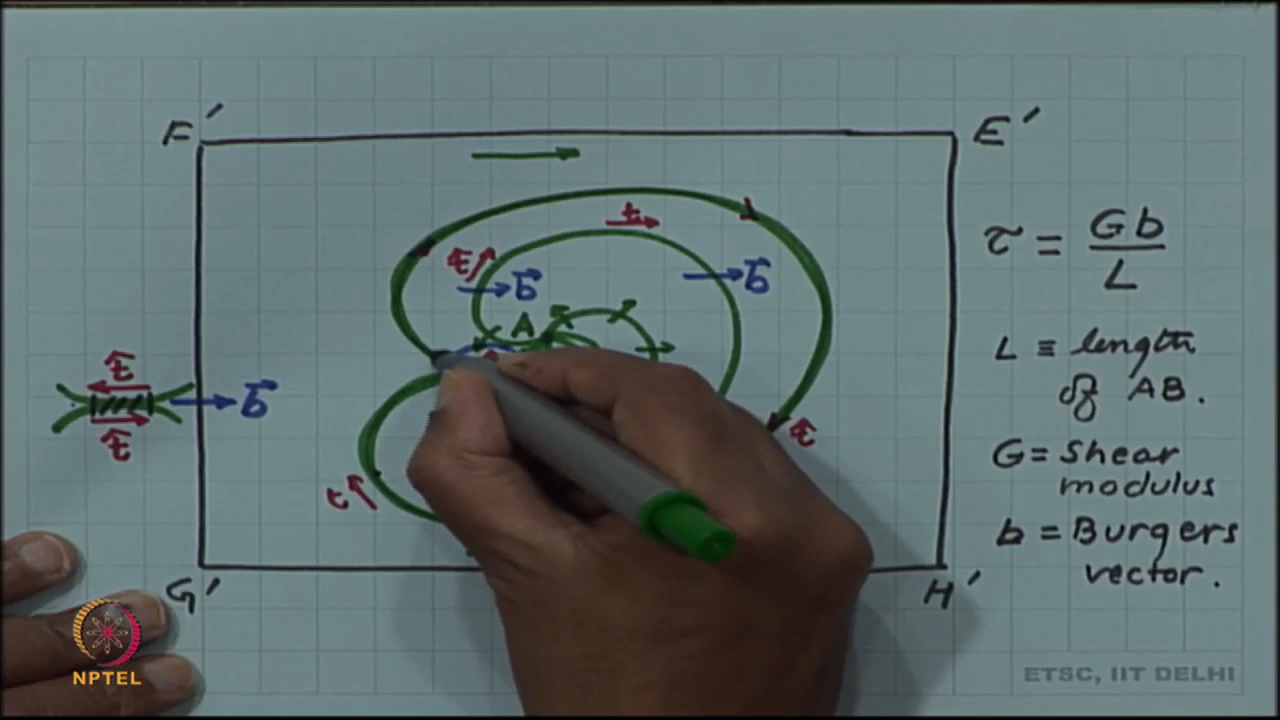 F′
E′
t
t
b
b
A
t
t
b
t
t
t
G′
H′
τ = Gb / L
L ≡ length
of AB.
G = Shear
modulus
b = Burgers
vector.
NPTEL
ETSC, IIT DELHI